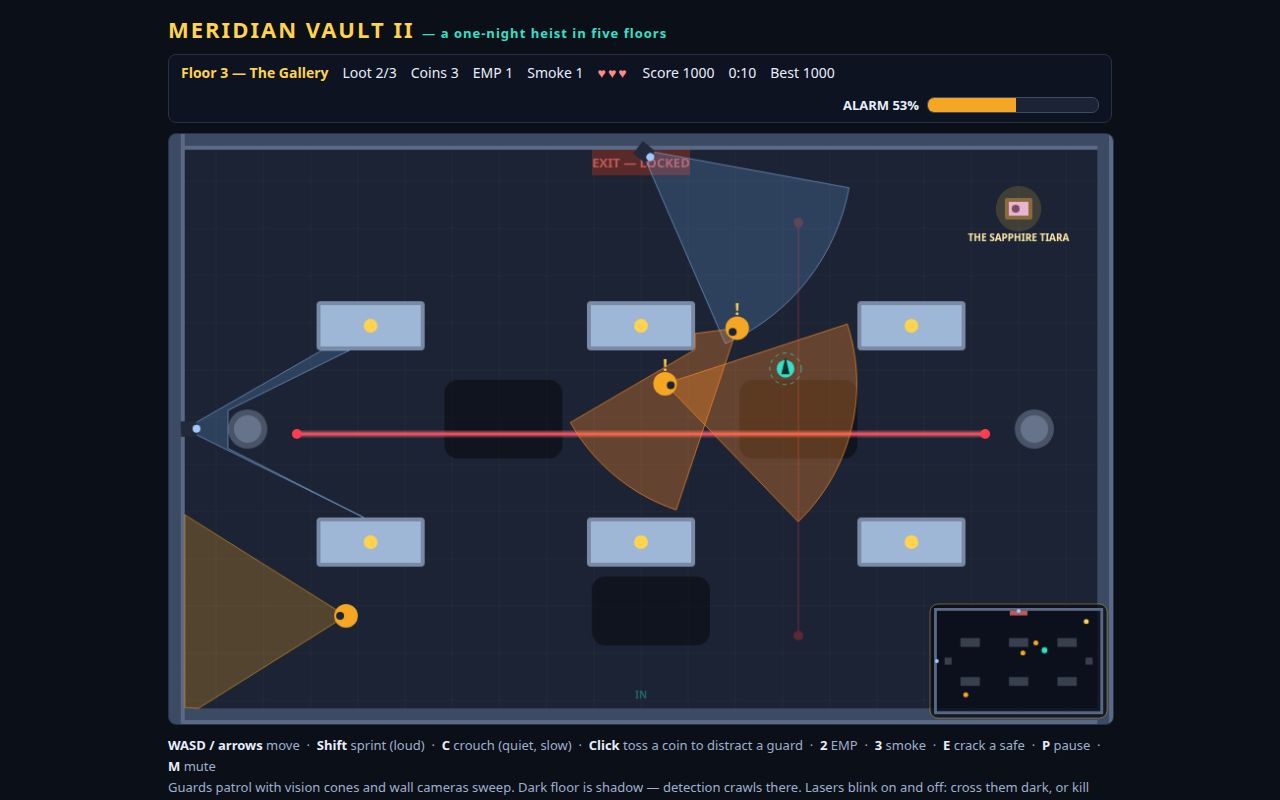 MERIDIAN VAULT II — a one-night heist in five floors
Floor 3 — The Gallery Loot 2/3 Coins 3 EMP 1 Smoke 1 ♥♥♥ Score 1000 0:10 Best 1000
ALARM 53%
EXIT — LOCKED
THE SAPPHIRE TIARA
!
!
IN
WASD / arrows move · Shift sprint (loud) · C crouch (quiet, slow) · Click toss a coin to distract a guard · 2 EMP · 3 smoke · E crack a safe · P pause ·
M mute
Guards patrol with vision cones and wall cameras sweep. Dark floor is shadow — detection crawls there. Lasers blink on and off: cross them dark, or kill